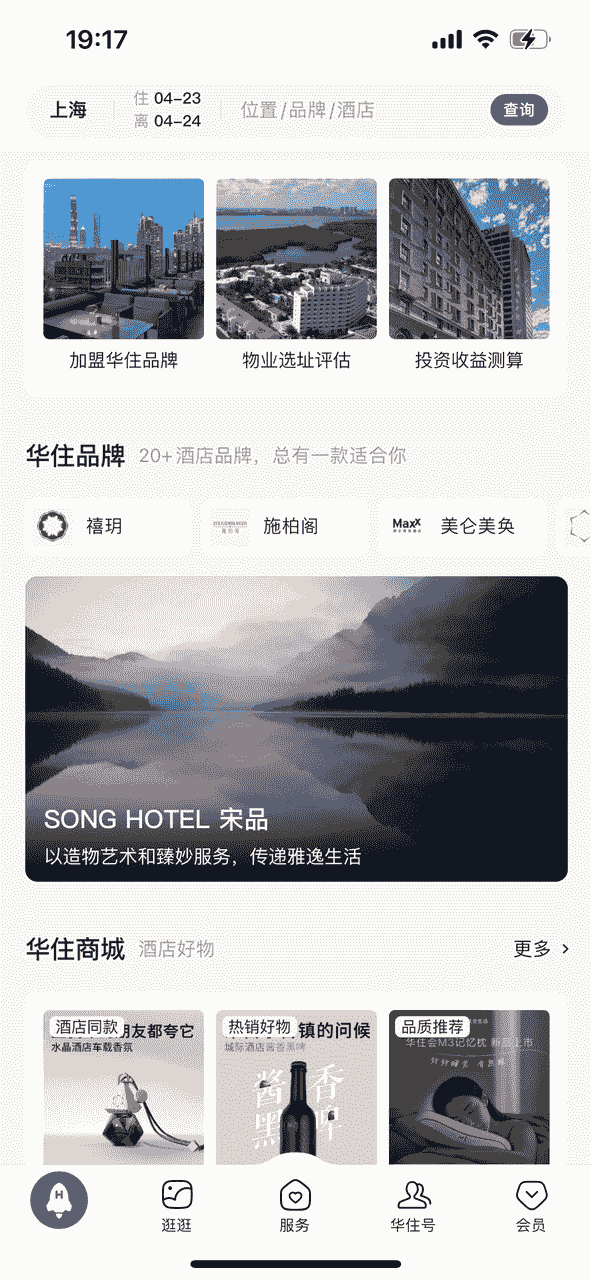 19:17
上海
住 04-23
离 04-24
位置/品牌/酒店
查询
加盟华住品牌
物业选址评估
投资收益测算
华住品牌
20+酒店品牌，总有一款适合你
禧玥
施柏阁
MaxX
美仑美奂
SONG HOTEL 宋品
以造物艺术和臻妙服务，传递雅逸生活
华住商城
酒店好物
更多
酒店同款
朋友都夸它
水晶酒店车载香氛
热销好物
镇的问候
城际酒店酱香黑啤
酱香
黑啤
品质推荐
华住会M3记忆枕 新品上市
H
逛逛
服务
华住号
会员